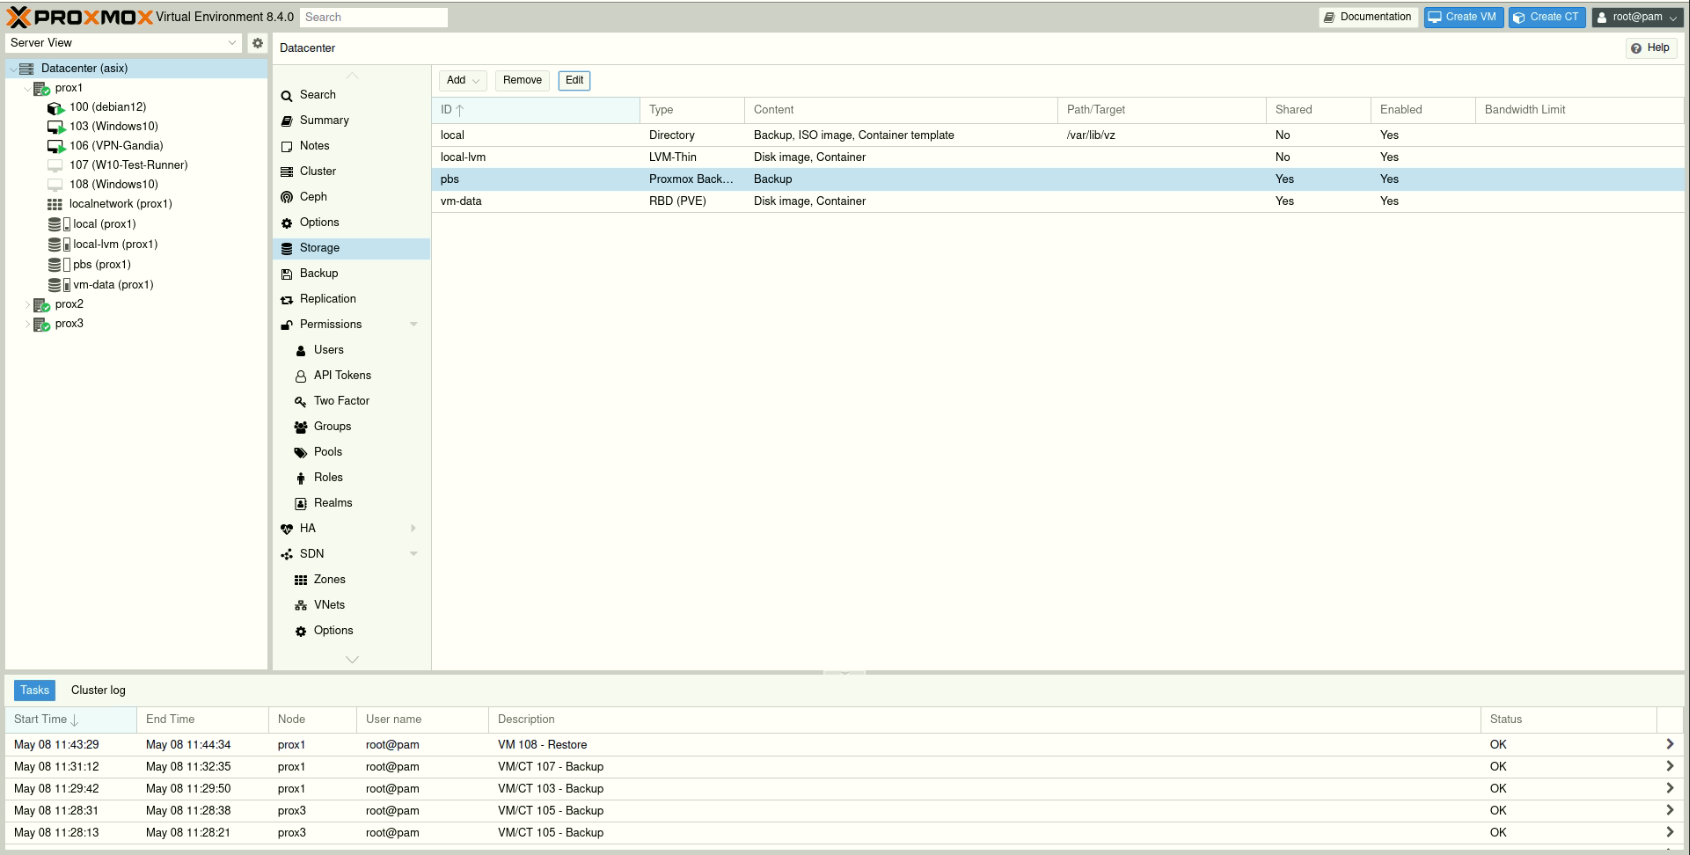 PROXMOX Virtual Environment 8.4.0 Search Documentation Create VM Create CT root@pam
Server View
Datacenter Help
Datacenter (asix)
prox1
100 (debian12)
103 (Windows10)
106 (VPN-Gandia)
107 (W10-Test-Runner)
108 (Windows10)
localnetwork (prox1)
local (prox1)
local-lvm (prox1)
pbs (prox1)
vm-data (prox1)
prox2
prox3
Search
Summary
Notes
Cluster
Ceph
Options
Storage
Backup
Replication
Permissions
Users
API Tokens
Two Factor
Groups
Pools
Roles
Realms
HA
SDN
Zones
VNets
Options
Add Remove Edit
ID Type Content Path/Target Shared Enabled Bandwidth Limit
local Directory Backup, ISO image, Container template /var/lib/vz No Yes
local-lvm LVM-Thin Disk image, Container No Yes
pbs Proxmox Back... Backup Yes Yes
vm-data RBD (PVE) Disk image, Container Yes Yes
Tasks Cluster log
Start Time End Time Node User name Description Status
May 08 11:43:29 May 08 11:44:34 prox1 root@pam VM 108 - Restore OK
May 08 11:31:12 May 08 11:32:35 prox1 root@pam VM/CT 107 - Backup OK
May 08 11:29:42 May 08 11:29:50 prox1 root@pam VM/CT 103 - Backup OK
May 08 11:28:31 May 08 11:28:38 prox3 root@pam VM/CT 105 - Backup OK
May 08 11:28:13 May 08 11:28:21 prox3 root@pam VM/CT 105 - Backup OK